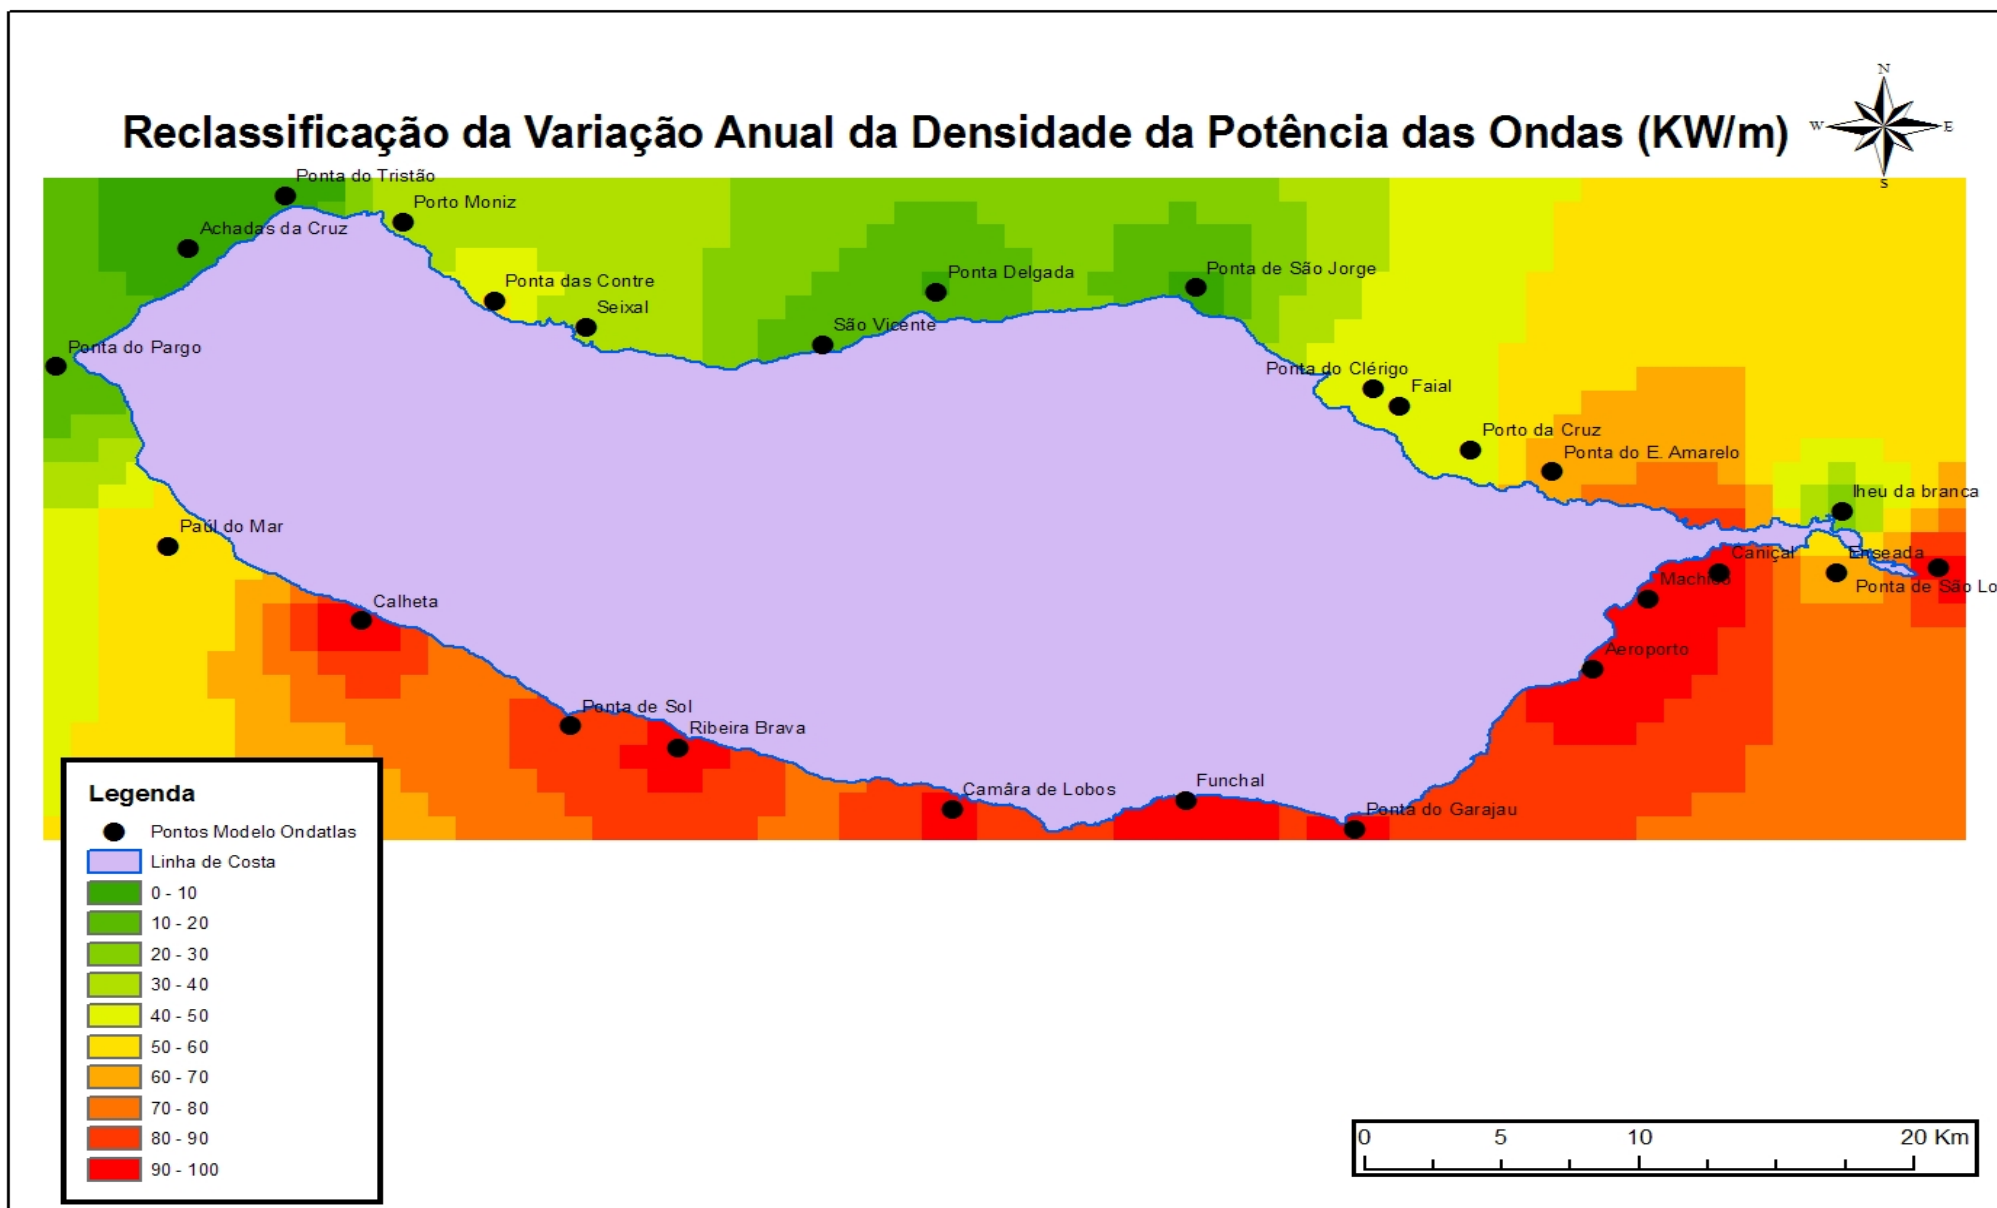 N
Reclassificação da Variação Anual da Densidade da Potência das Ondas (KW/m)
W
E
S
Ponta do Tristão
Porto Moniz
Achadas da Cruz
Ponta das Contre
Seixal
Ponta Delgada
Ponta de São Jorge
São Vicente
Ponta do Pargo
Ponta do Clérigo
Faial
Porto da Cruz
Ponta do E. Amarelo
Iheu da branca
Paúl do Mar
Caniçal
Enseada
Machico
Ponta de São Lo
Calheta
Aeroporto
Ponta de Sol
Ribeira Brava
Camâra de Lobos
Funchal
Ponta do Garajau
Legenda
Pontos Modelo Ondatlas
Linha de Costa
0 - 10
10 - 20
20 - 30
30 - 40
40 - 50
50 - 60
60 - 70
70 - 80
80 - 90
90 - 100
0 5 10 20 Km